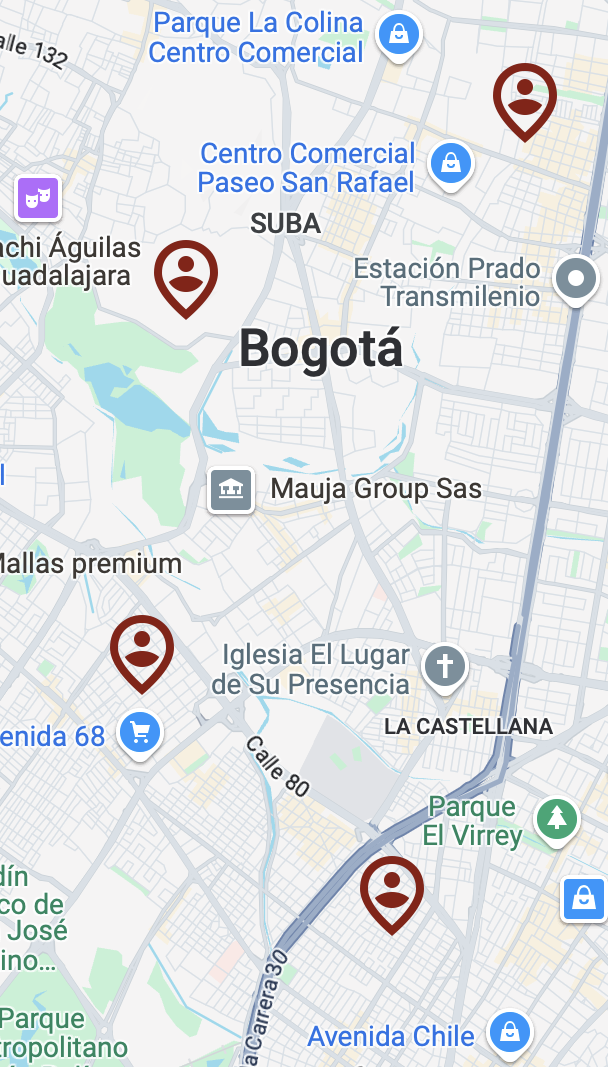 Parque La Colina
Centro Comercial
alle 132
Centro Comercial
Paseo San Rafael
SUBA
achi Águilas
uadalajara
Estación Prado
Transmilenio
Bogotá
l
Mauja Group Sas
Mallas premium
Iglesia El Lugar
de Su Presencia
LA CASTELLANA
enida 68
Calle 80
Parque
El Virrey
dín
co de
José
ino...
la Carrera 30
Parque
tropolitano
Avenida Chile